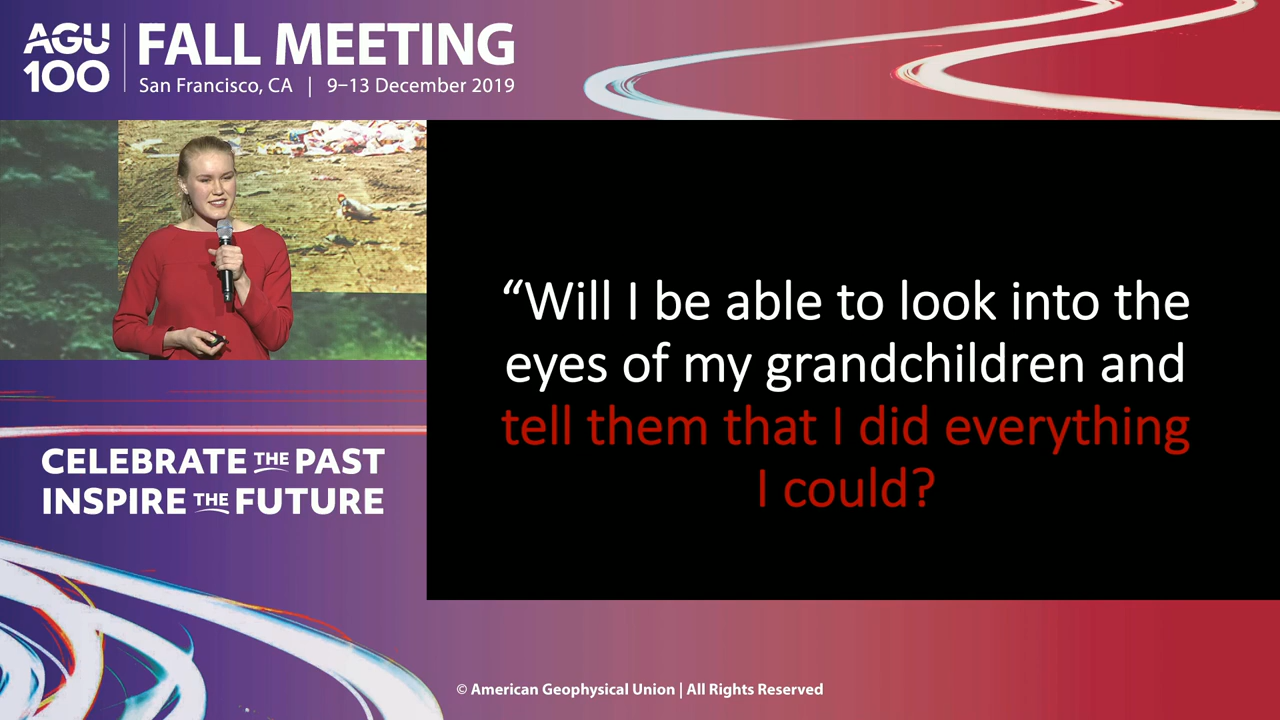 AGU
100
FALL MEETING
San Francisco, CA | 9–13 December 2019
“Will I be able to look into the
eyes of my grandchildren and
tell them that I did everything
I could?
CELEBRATE THE PAST
INSPIRE THE FUTURE
© American Geophysical Union | All Rights Reserved